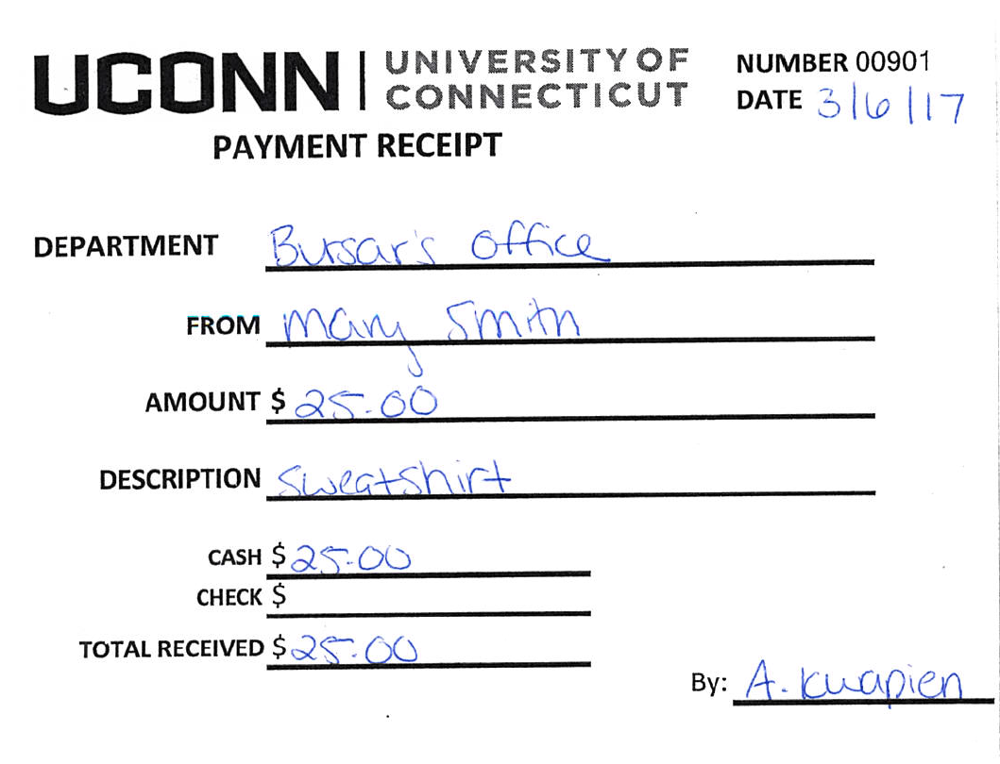 UCONN | UNIVERSITY OF CONNECTICUT
NUMBER 00901
DATE 3/6/17
PAYMENT RECEIPT
DEPARTMENT Bursar's Office
FROM Mary Smith
AMOUNT $ 25.00
DESCRIPTION Sweatshirt
CASH $ 25.00
CHECK $
TOTAL RECEIVED $ 25.00
By: A. Kwapien